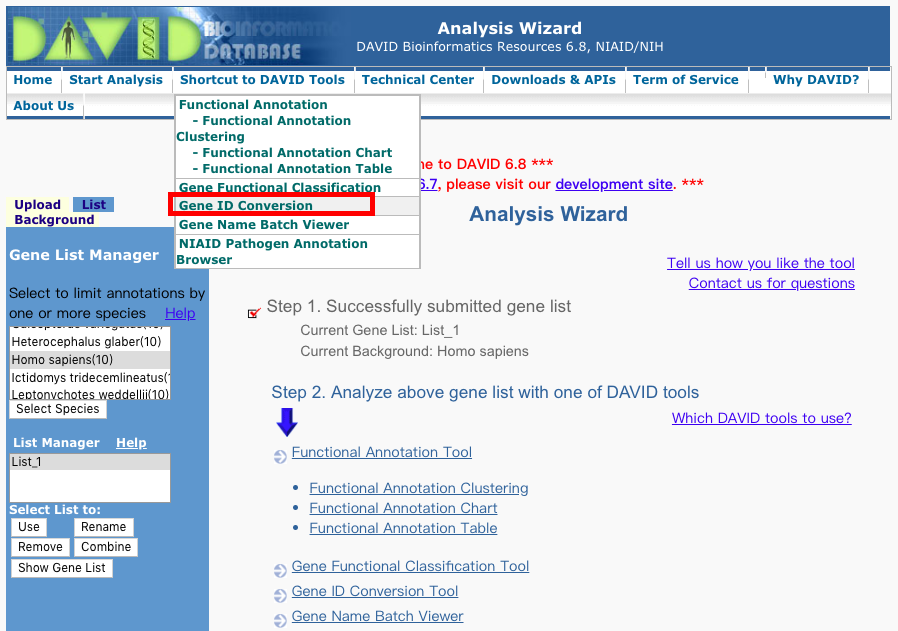 DAVID BIOINFORMATICS
DATABASE
Analysis Wizard
DAVID Bioinformatics Resources 6.8, NIAID/NIH
Home Start Analysis Shortcut to DAVID Tools Technical Center Downloads & APIs Term of Service Why DAVID?
About Us
Functional Annotation
- Functional Annotation
Clustering
- Functional Annotation Chart
- Functional Annotation Table
Gene Functional Classification
Gene ID Conversion
Gene Name Batch Viewer
NIAID Pathogen Annotation
Browser
me to DAVID 6.8 ***
6.7, please visit our development site. ***
Upload List
Background
Gene List Manager
Select to limit annotations by
one or more species Help
Heterocephalus glaber(10)
Homo sapiens(10)
Ictidomys tridecemlineatus(1
Leptonychotes weddellii(10)
Select Species
List Manager Help
List_1
Select List to:
Use Rename
Remove Combine
Show Gene List
Analysis Wizard
Tell us how you like the tool
Contact us for questions
Step 1. Successfully submitted gene list
Current Gene List: List_1
Current Background: Homo sapiens
Step 2. Analyze above gene list with one of DAVID tools
Which DAVID tools to use?
Functional Annotation Tool
• Functional Annotation Clustering
• Functional Annotation Chart
• Functional Annotation Table
Gene Functional Classification Tool
Gene ID Conversion Tool
Gene Name Batch Viewer